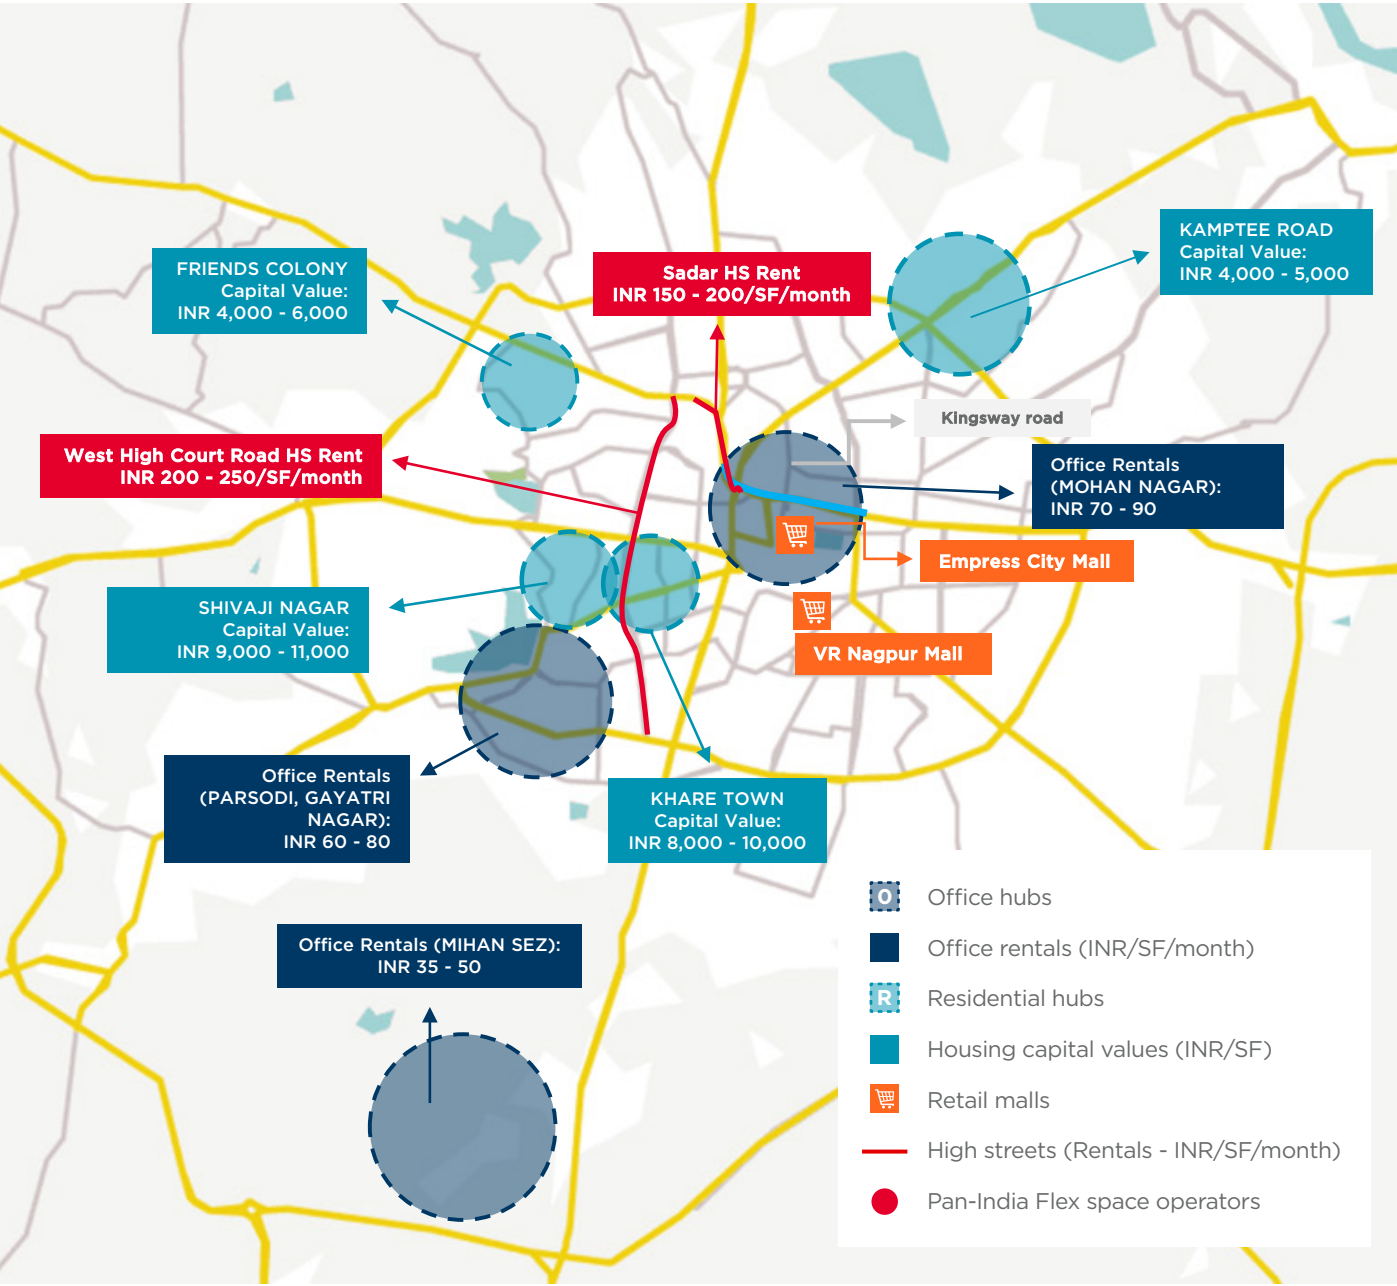 KAMPTEE ROAD
Capital Value:
INR 4,000 - 5,000
FRIENDS COLONY
Capital Value:
INR 4,000 - 6,000
Sadar HS Rent
INR 150 - 200/SF/month
Kingsway road
West High Court Road HS Rent
INR 200 - 250/SF/month
Office Rentals
(MOHAN NAGAR):
INR 70 - 90
Empress City Mall
SHIVAJI NAGAR
Capital Value:
INR 9,000 - 11,000
VR Nagpur Mall
Office Rentals
(PARSODI, GAYATRI
NAGAR):
INR 60 - 80
KHARE TOWN
Capital Value:
INR 8,000 - 10,000
Office Rentals (MIHAN SEZ):
INR 35 - 50
O Office hubs
Office rentals (INR/SF/month)
R Residential hubs
Housing capital values (INR/SF)
Retail malls
High streets (Rentals - INR/SF/month)
Pan-India Flex space operators